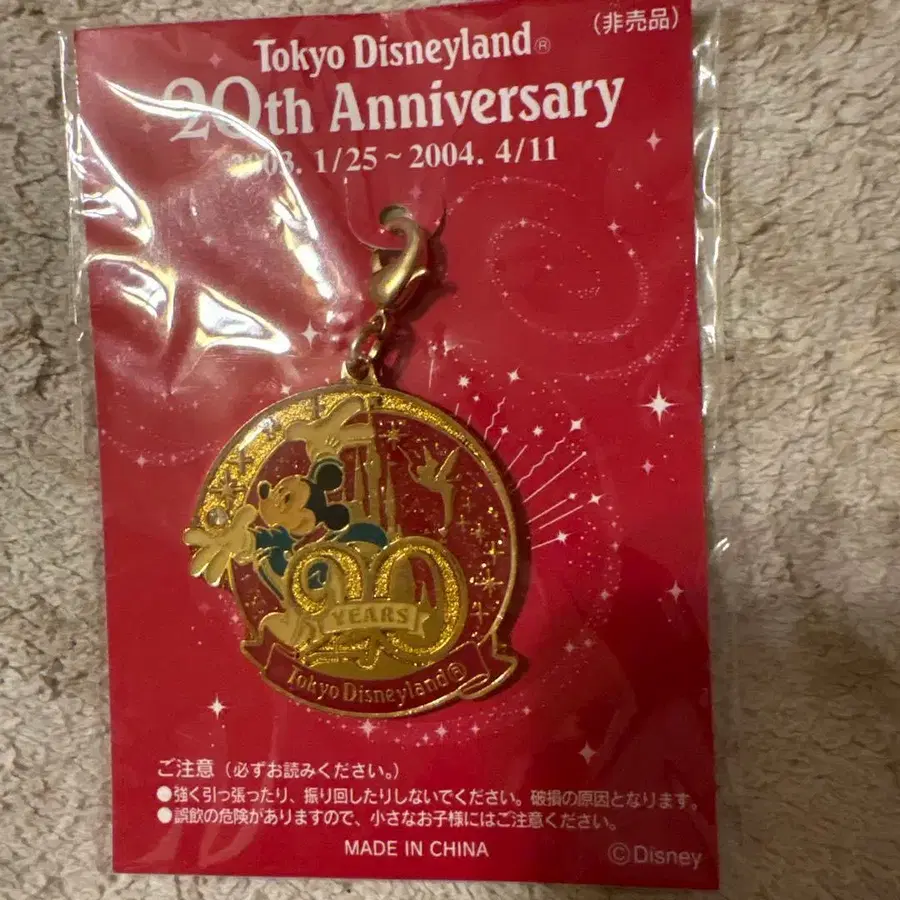 (非売品)
Tokyo Disneyland®
20th Anniversary
2003. 1/25~2004. 4/11
20
YEARS
Tokyo Disneyland®
ご注意（必ずお読みください。）
●強く引っ張ったり、振り回したりしないでください。破損の原因となります。
●誤飲の危険がありますので、小さなお子様にはご注意ください。
MADE IN CHINA
©Disney